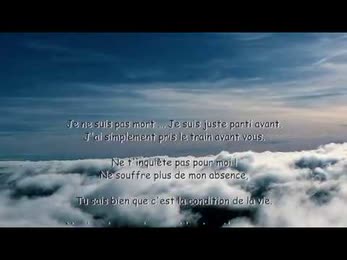 Je ne suis pas mort ... Je suis juste parti avant.
J'ai simplement pris le train avant vous.
Ne t'inquiète pas pour moi !
Ne souffre plus de mon absence,
Tu sais bien que c'est la condition de la vie.